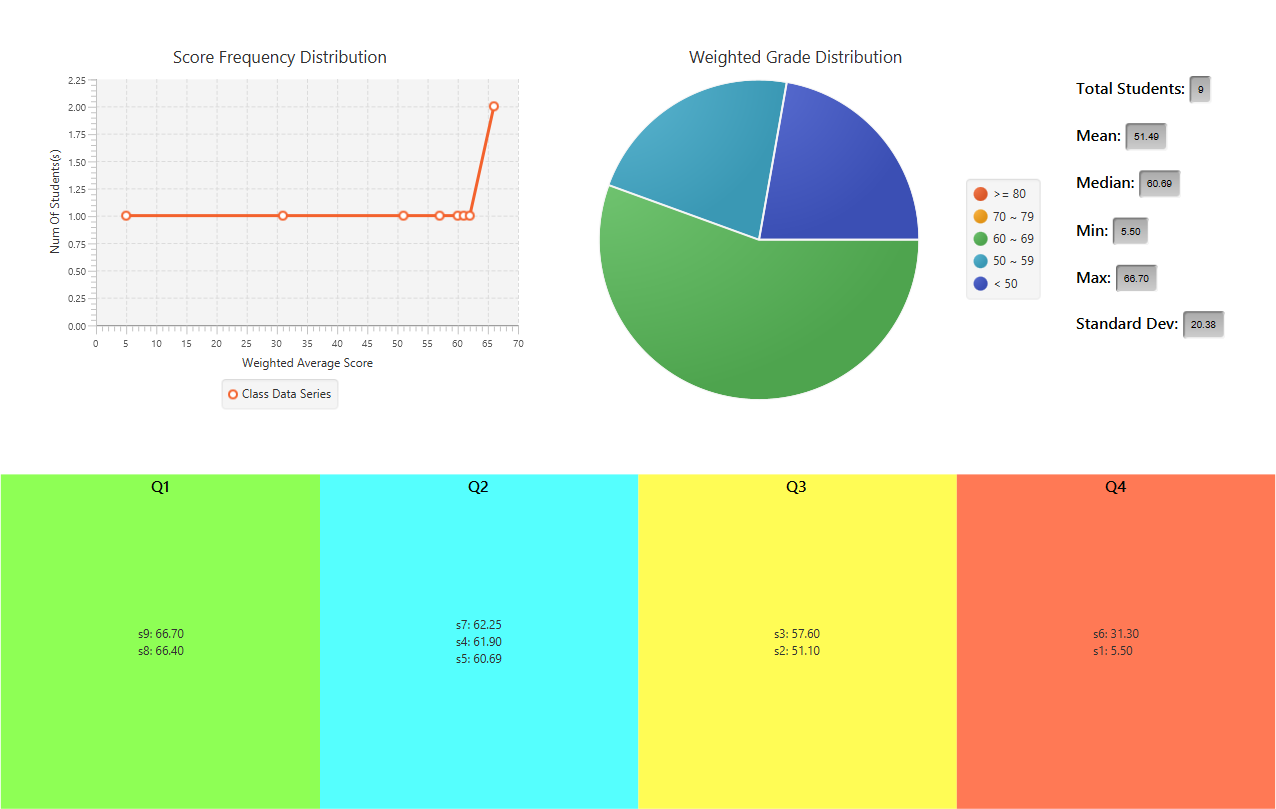 Score Frequency Distribution
2.25
2.00
1.75
1.50
1.25
1.00
0.75
0.50
0.25
0.00
Num Of Students(s)
0 5 10 15 20 25 30 35 40 45 50 55 60 65 70
Weighted Average Score
Class Data Series
Weighted Grade Distribution
>= 80
70 ~ 79
60 ~ 69
50 ~ 59
< 50
Total Students: 9
Mean: 51.49
Median: 60.69
Min: 5.50
Max: 66.70
Standard Dev: 20.38
Q1
s9: 66.70
s8: 66.40
Q2
s7: 62.25
s4: 61.90
s5: 60.69
Q3
s3: 57.60
s2: 51.10
Q4
s6: 31.30
s1: 5.50